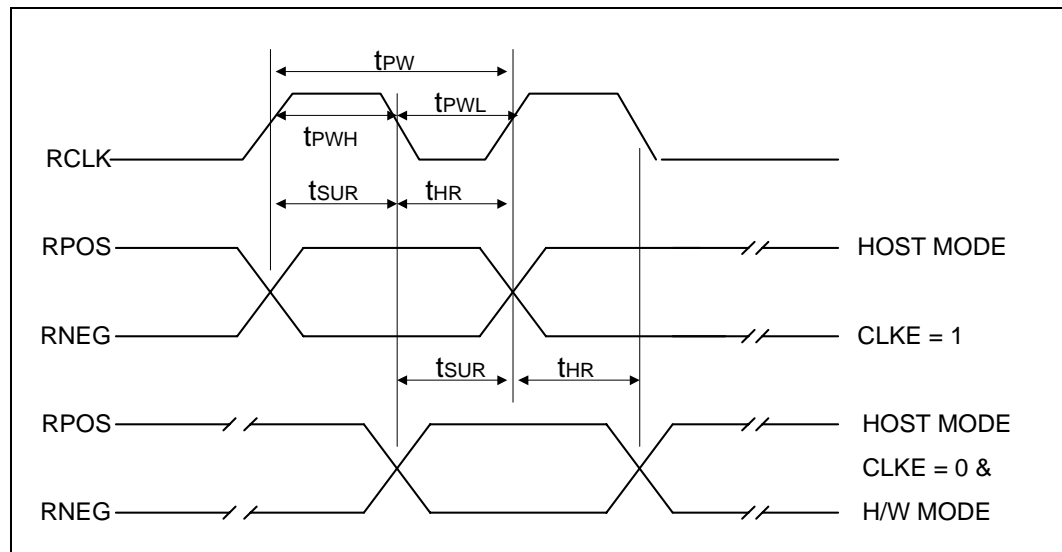 tPW
tPWH tPWL
RCLK
tSUR tHR
RPOS HOST MODE
RNEG CLKE = 1
tSUR tHR
RPOS HOST MODE
CLKE = 0 &
RNEG H/W MODE